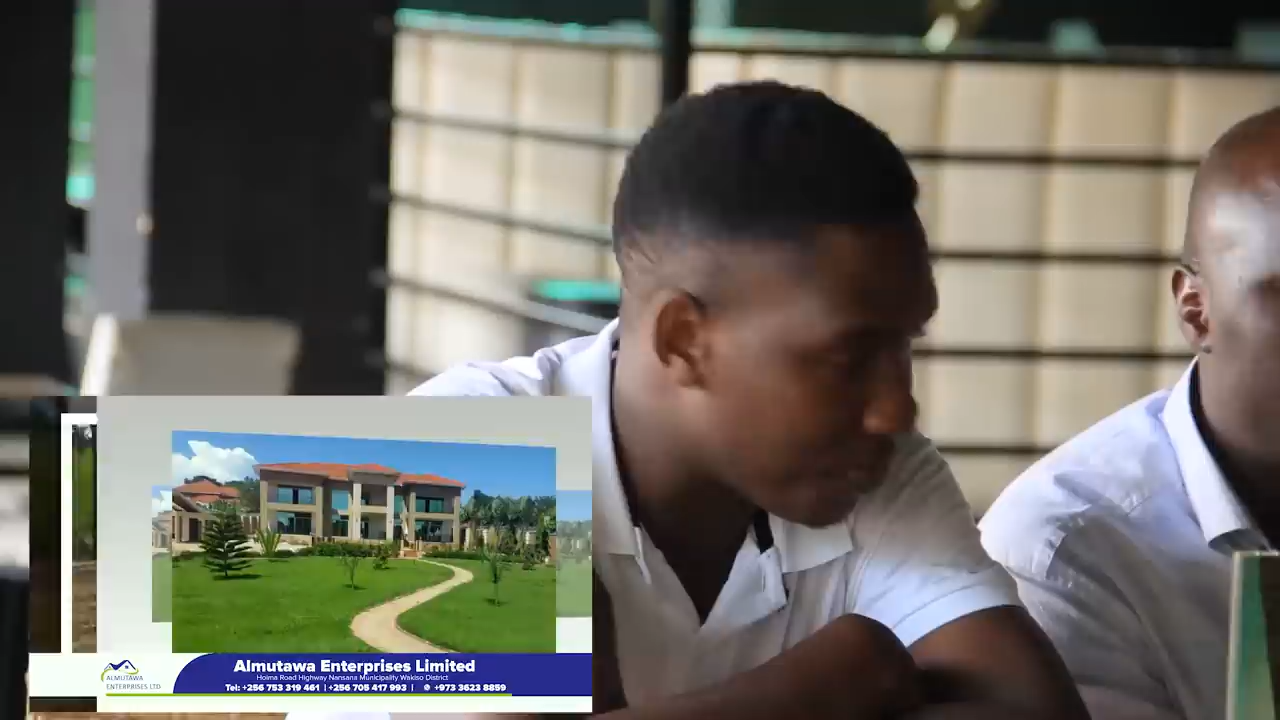 Almutawa Enterprises Limited
Hoima Road Highway Nansana Municipality Wakiso District
Tel: +256 753 319 461 | +256 705 417 993 | +973 3623 8859
ALMUTAWA
ENTERPRISES LTD